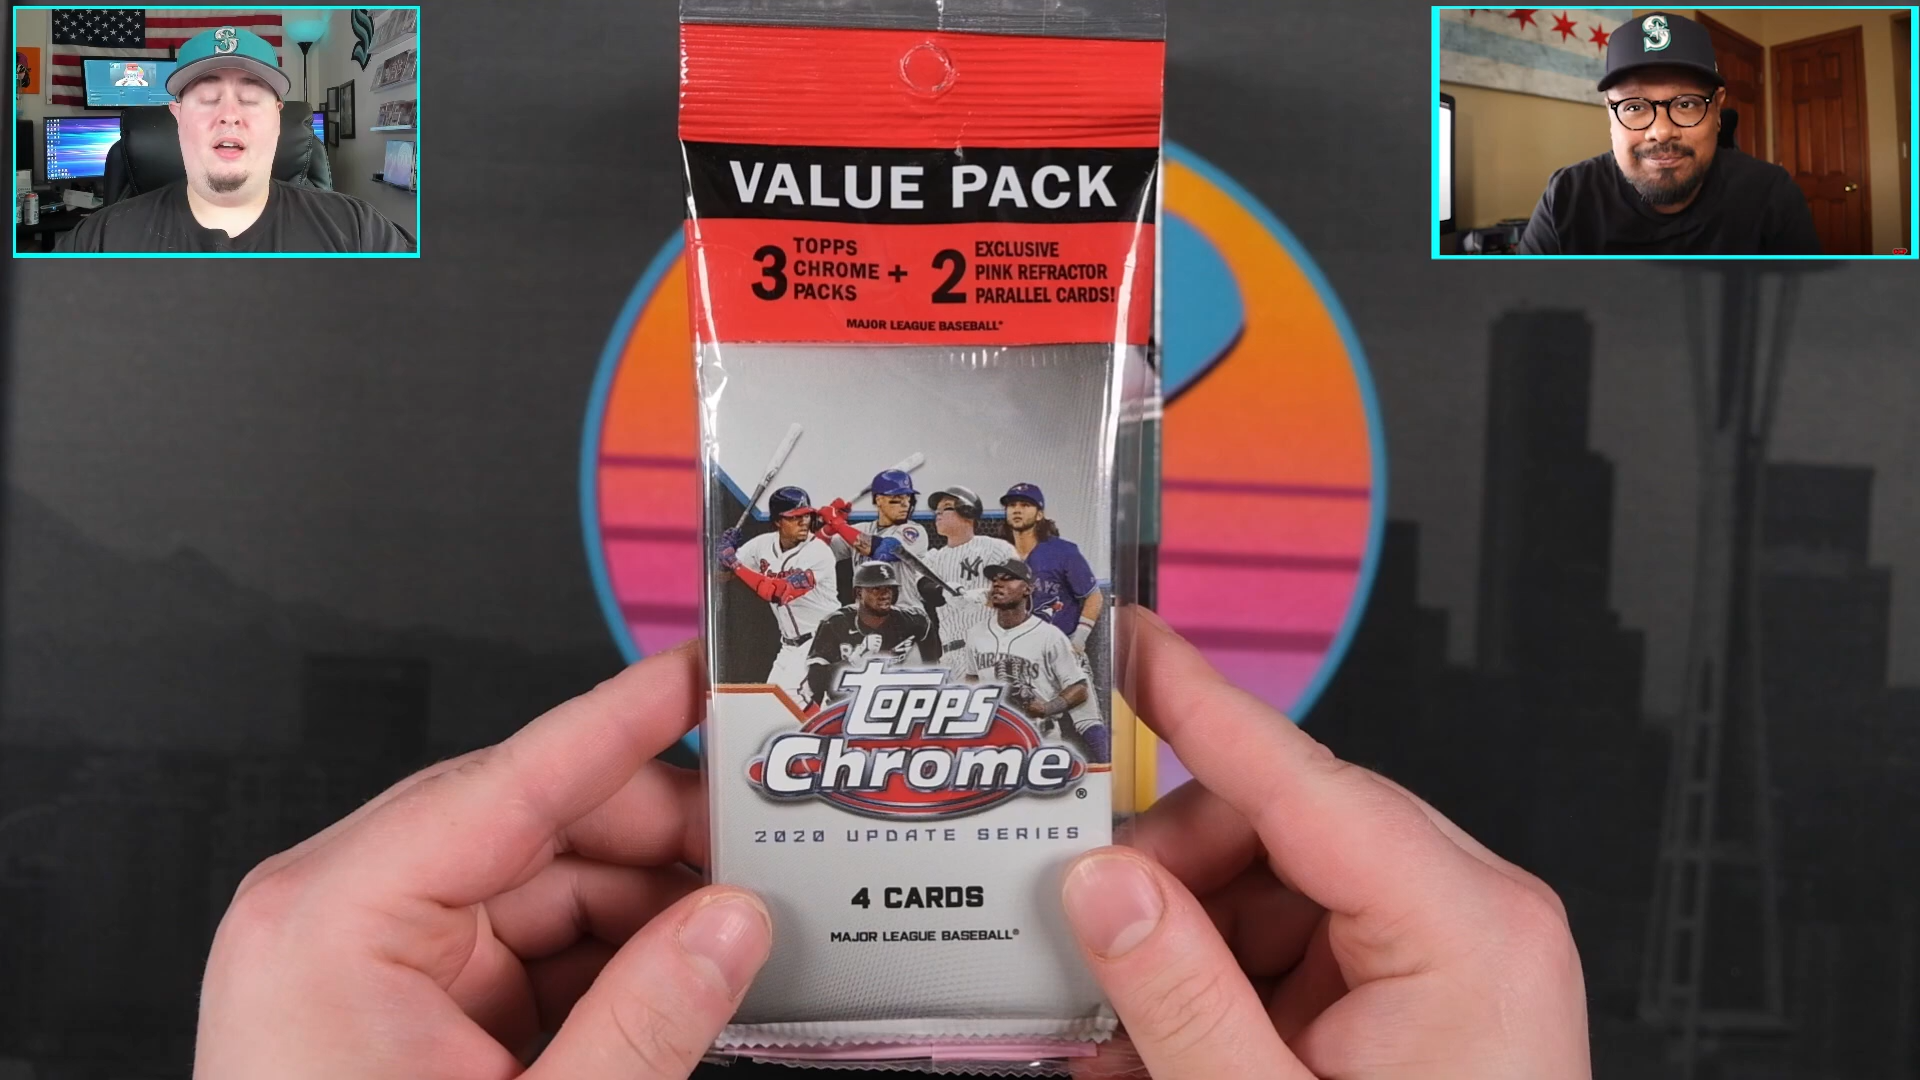 VALUE PACK
3 TOPPS CHROME PACKS + 2 EXCLUSIVE PINK REFRACTOR PARALLEL CARDS!
MAJOR LEAGUE BASEBALL®
topps
Chrome®
2020 UPDATE SERIES
4 CARDS
MAJOR LEAGUE BASEBALL®